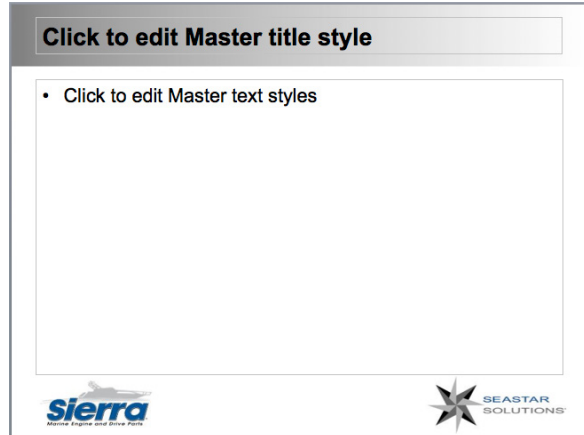 Click to edit Master title style
• Click to edit Master text styles
Sierra
Marine Engine and Drive Parts
SEASTAR
SOLUTIONS